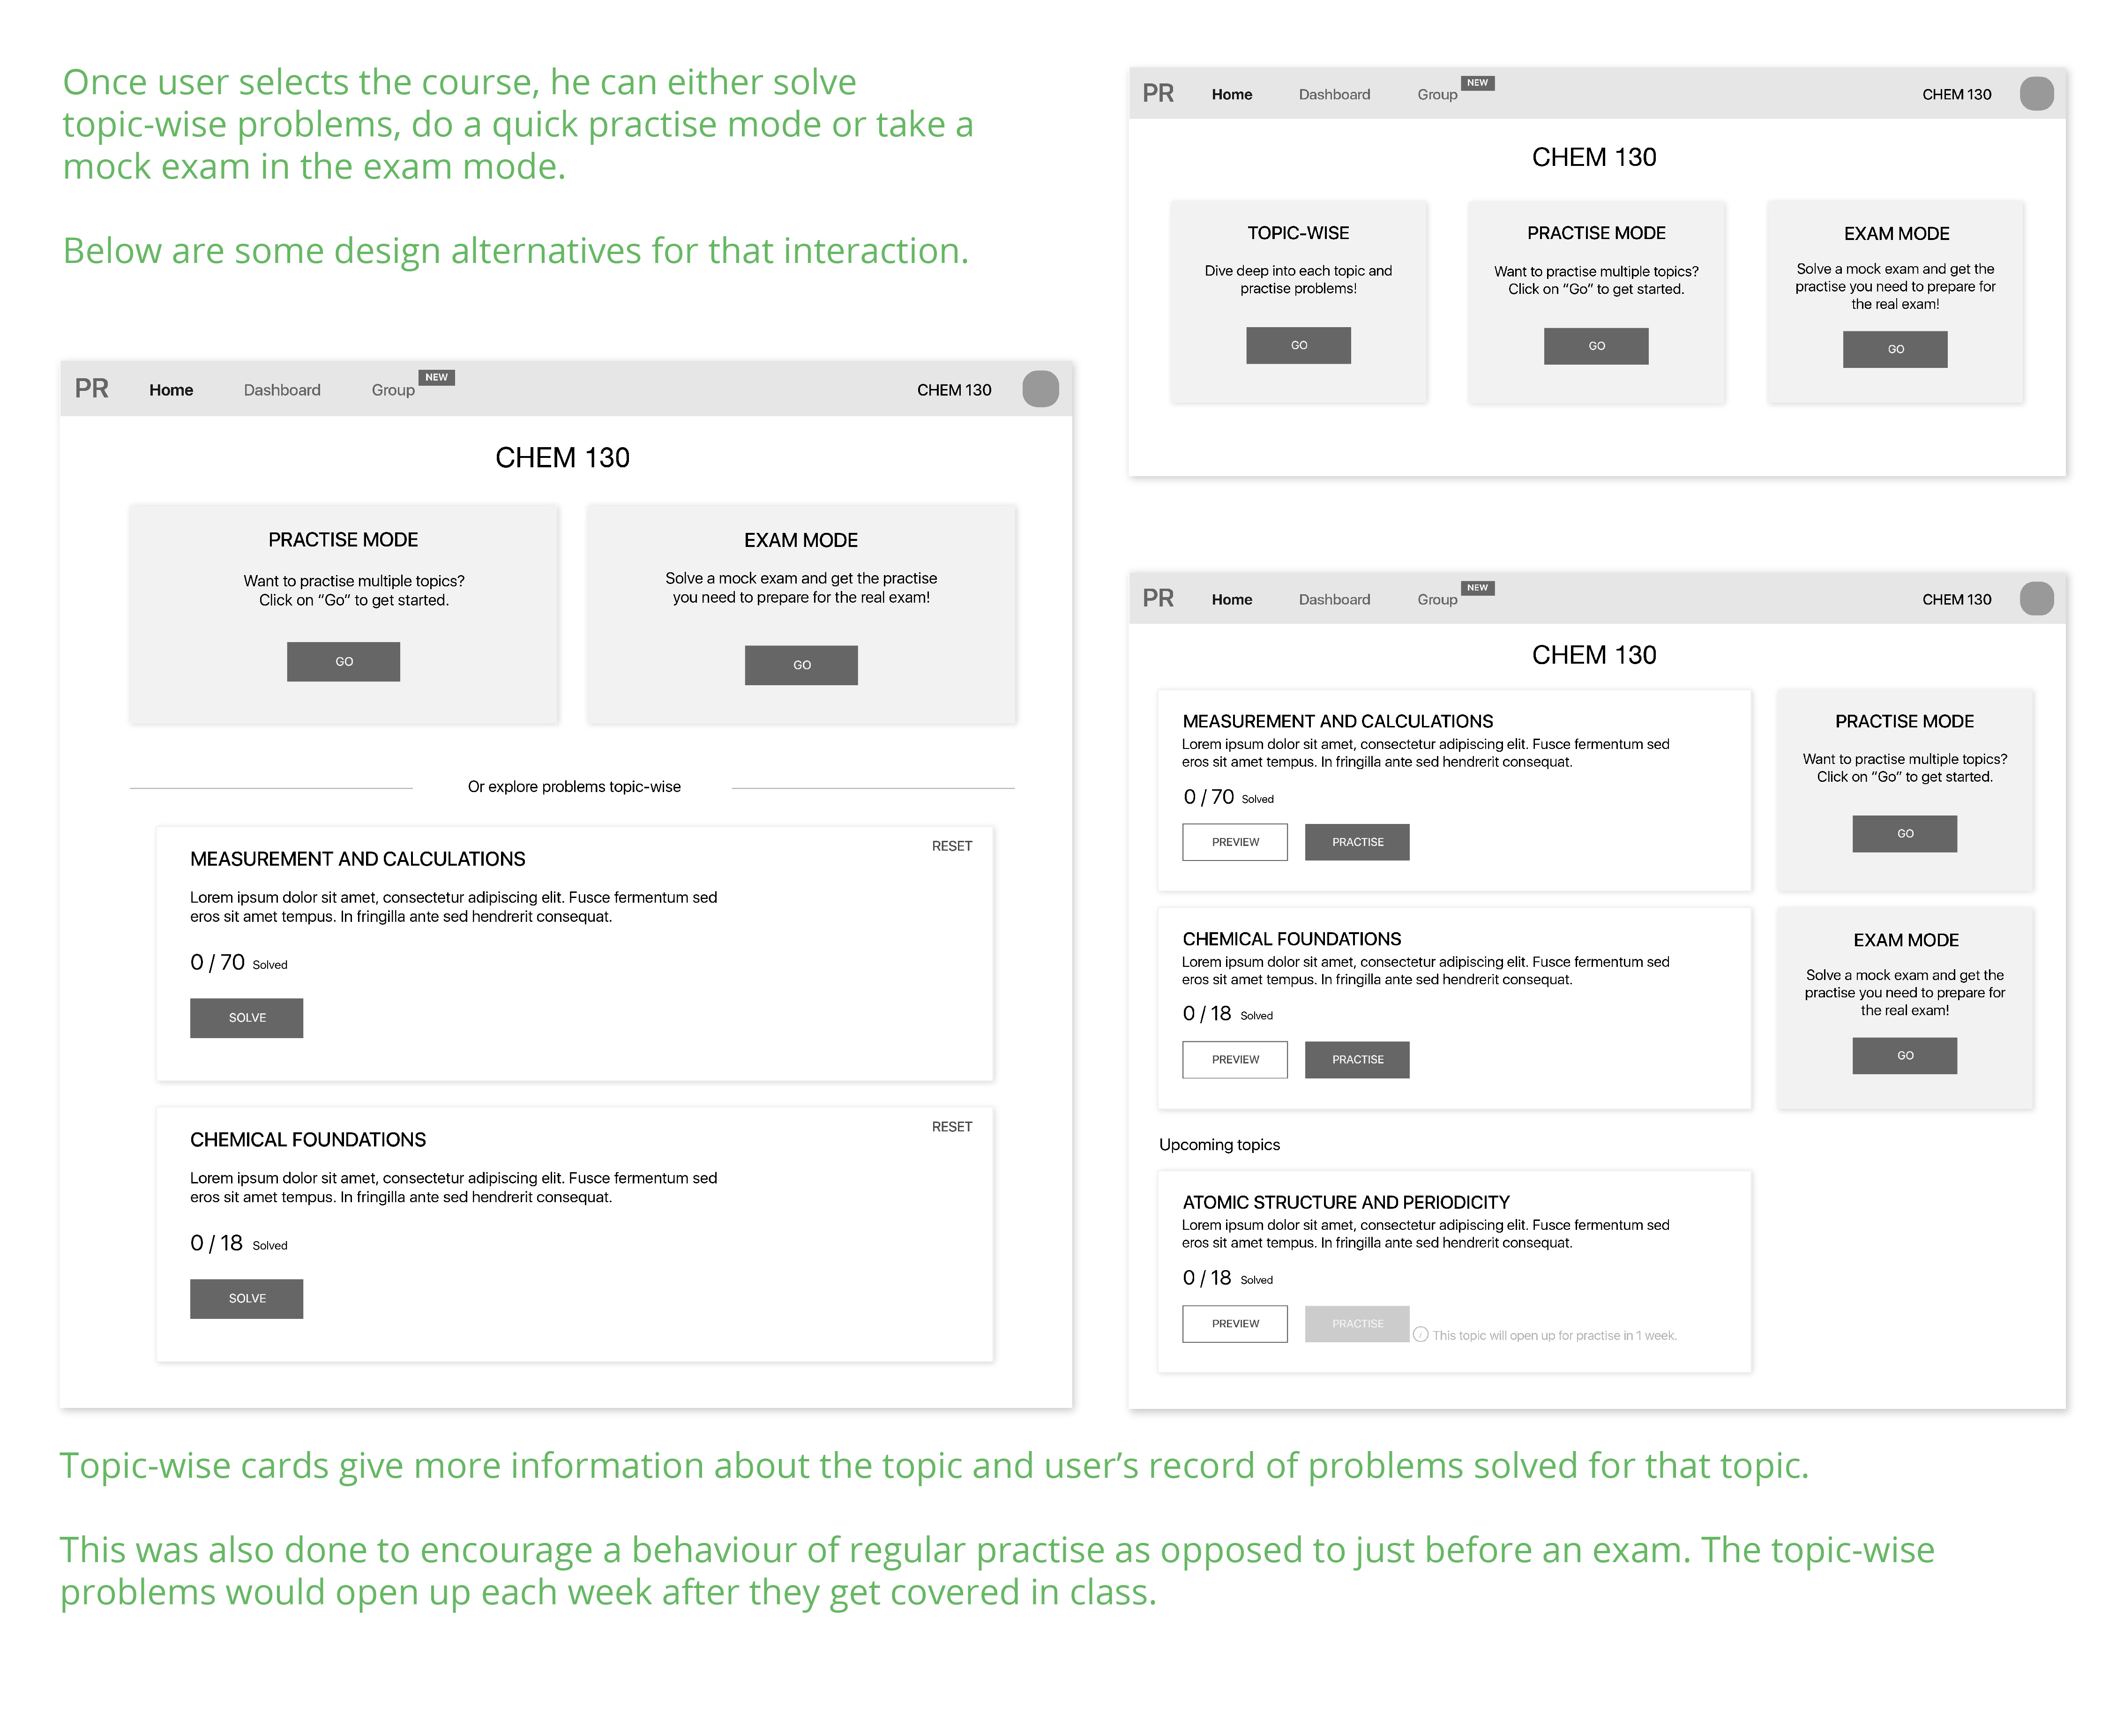 Once user selects the course, he can either solve
topic-wise problems, do a quick practise mode or take a
mock exam in the exam mode.
Below are some design alternatives for that interaction.
PR Home Dashboard Group NEW CHEM 130
CHEM 130
TOPIC-WISE
Dive deep into each topic and
practise problems!
GO
PRACTISE MODE
Want to practise multiple topics?
Click on “Go” to get started.
GO
EXAM MODE
Solve a mock exam and get the
practise you need to prepare for
the real exam!
GO
PR Home Dashboard Group NEW CHEM 130
CHEM 130
PRACTISE MODE
Want to practise multiple topics?
Click on “Go” to get started.
GO
EXAM MODE
Solve a mock exam and get the practise
you need to prepare for the real exam!
GO
Or explore problems topic-wise
MEASUREMENT AND CALCULATIONS
RESET
Lorem ipsum dolor sit amet, consectetur adipiscing elit. Fusce fermentum sed
eros sit amet tempus. In fringilla ante sed hendrerit consequat.
0 / 70 Solved
SOLVE
CHEMICAL FOUNDATIONS
RESET
Lorem ipsum dolor sit amet, consectetur adipiscing elit. Fusce fermentum sed
eros sit amet tempus. In fringilla ante sed hendrerit consequat.
0 / 18 Solved
SOLVE
PR Home Dashboard Group NEW CHEM 130
CHEM 130
MEASUREMENT AND CALCULATIONS
Lorem ipsum dolor sit amet, consectetur adipiscing elit. Fusce fermentum sed
eros sit amet tempus. In fringilla ante sed hendrerit consequat.
0 / 70 Solved
PREVIEW PRACTISE
PRACTISE MODE
Want to practise multiple topics?
Click on “Go” to get started.
GO
CHEMICAL FOUNDATIONS
Lorem ipsum dolor sit amet, consectetur adipiscing elit. Fusce fermentum sed
eros sit amet tempus. In fringilla ante sed hendrerit consequat.
0 / 18 Solved
PREVIEW PRACTISE
EXAM MODE
Solve a mock exam and get the
practise you need to prepare for
the real exam!
GO
Upcoming topics
ATOMIC STRUCTURE AND PERIODICITY
Lorem ipsum dolor sit amet, consectetur adipiscing elit. Fusce fermentum sed
eros sit amet tempus. In fringilla ante sed hendrerit consequat.
0 / 18 Solved
PREVIEW PRACTISE i This topic will open up for practise in 1 week.
Topic-wise cards give more information about the topic and user’s record of problems solved for that topic.
This was also done to encourage a behaviour of regular practise as opposed to just before an exam. The topic-wise
problems would open up each week after they get covered in class.